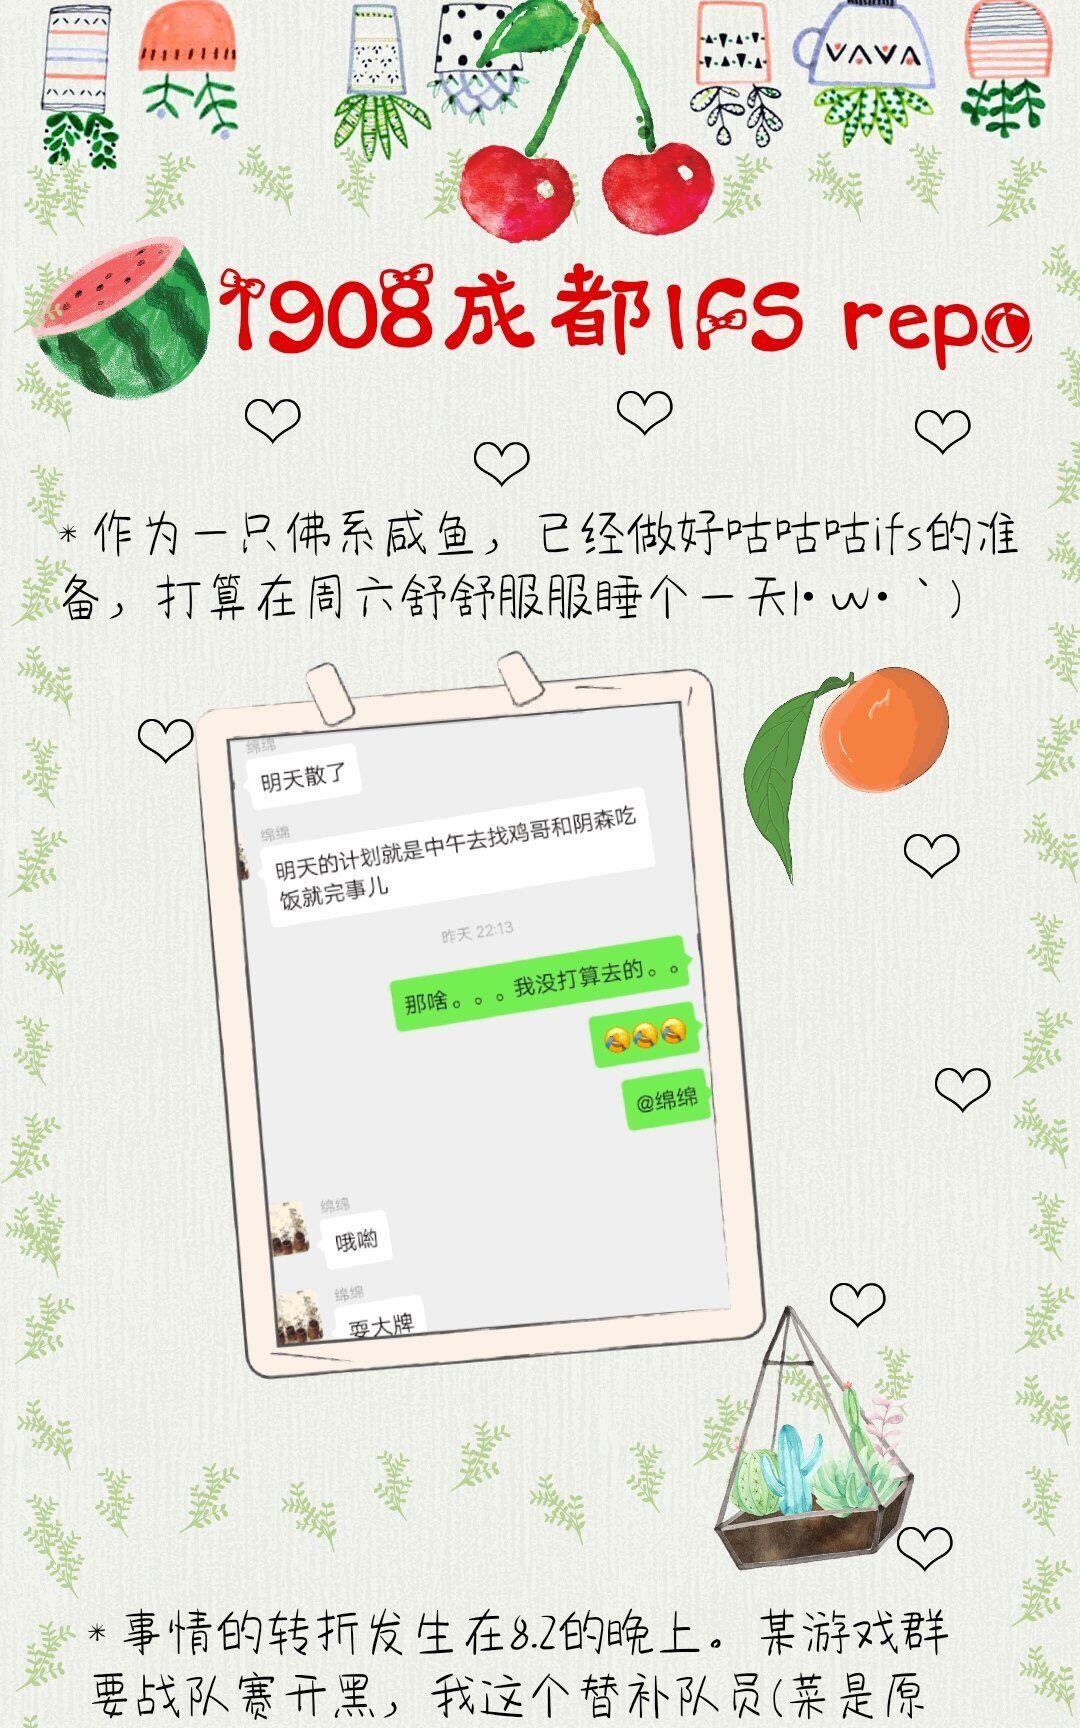 VAVA
1908成都IFS repo
* 作为一只佛系咸鱼，已经做好咕咕咕ifs的准
备，打算在周六舒舒服服睡个一天|•ω•｀)
绵绵
明天散了
绵绵
明天的计划就是中午去找鸡哥和阴森吃
饭就完事儿
昨天 22:13
那啥。。。我没打算去的。。
🤣🤣🤣
@绵绵
绵绵
哦哟
绵绵
耍大牌
* 事情的转折发生在8.2的晚上。某游戏群
要战队赛开黑，我这个替补队员(菜是原